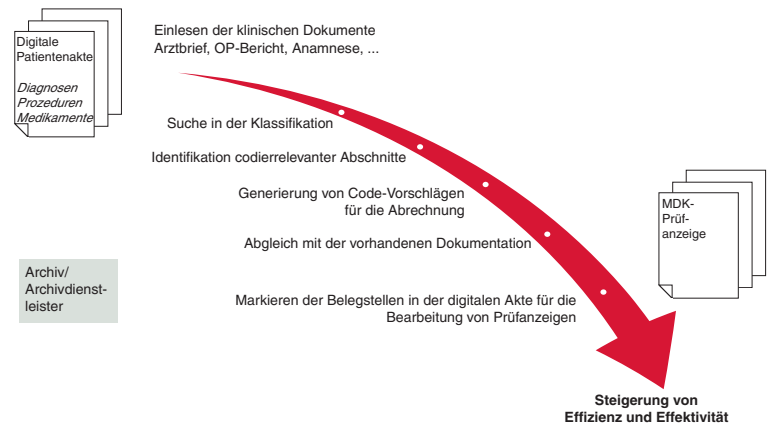 Digitale
Patientenakte
Diagnosen
Prozeduren
Medikamente
Einlesen der klinischen Dokumente
Arztbrief, OP-Bericht, Anamnese, ...
Suche in der Klassifikation
Identifikation codierrelevanter Abschnitte
Generierung von Code-Vorschlägen
für die Abrechnung
Abgleich mit der vorhandenen Dokumentation
MDK-
Prüf-
anzeige
Archiv/
Archivdienst-
leister
Markieren der Belegstellen in der digitalen Akte für die
Bearbeitung von Prüfanzeigen
Steigerung von
Effizienz und Effektivität